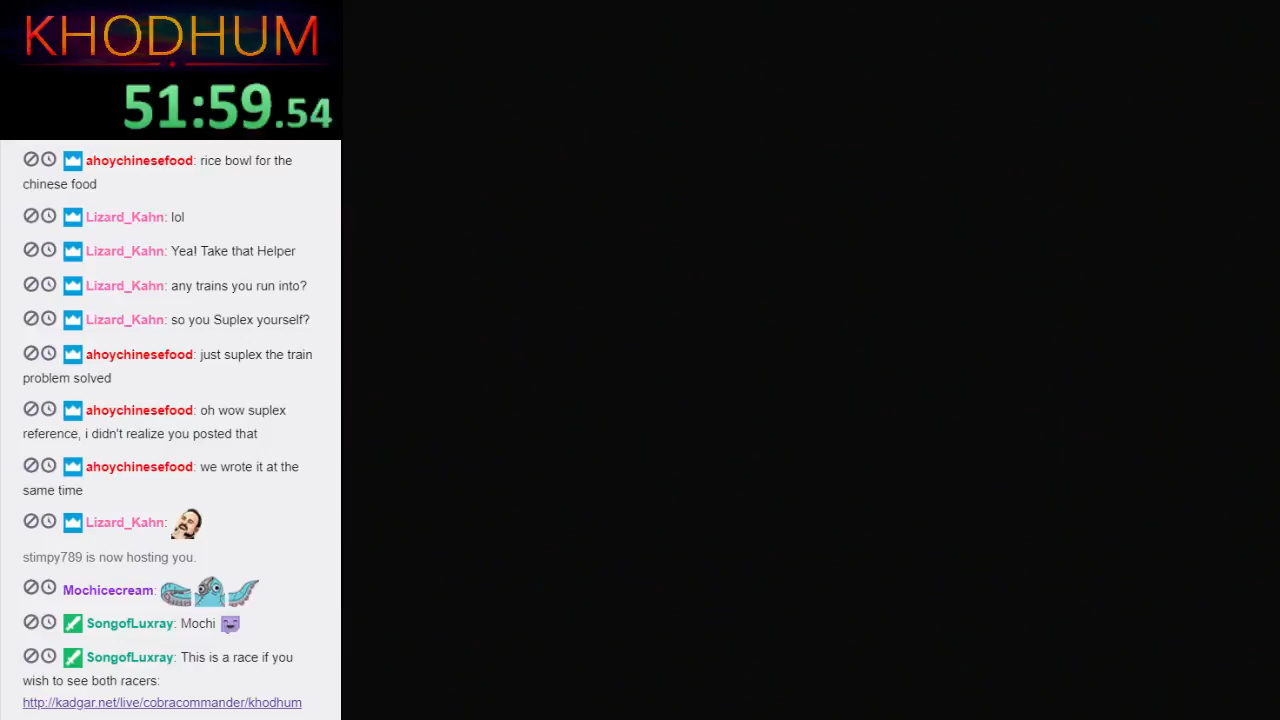 KHODHUM
51:59.54
ahoychinesefood: rice bowl for the
chinese food
Lizard_Kahn: lol
Lizard_Kahn: Yea! Take that Helper
Lizard_Kahn: any trains you run into?
Lizard_Kahn: so you Suplex yourself?
ahoychinesefood: just suplex the train
problem solved
ahoychinesefood: oh wow suplex
reference, i didn't realize you posted that
ahoychinesefood: we wrote it at the
same time
Lizard_Kahn:
stimpy789 is now hosting you.
Mochicecream:
SongofLuxray: Mochi
SongofLuxray: This is a race if you
wish to see both racers:
http://kadgar.net/live/cobracommander/khodhum